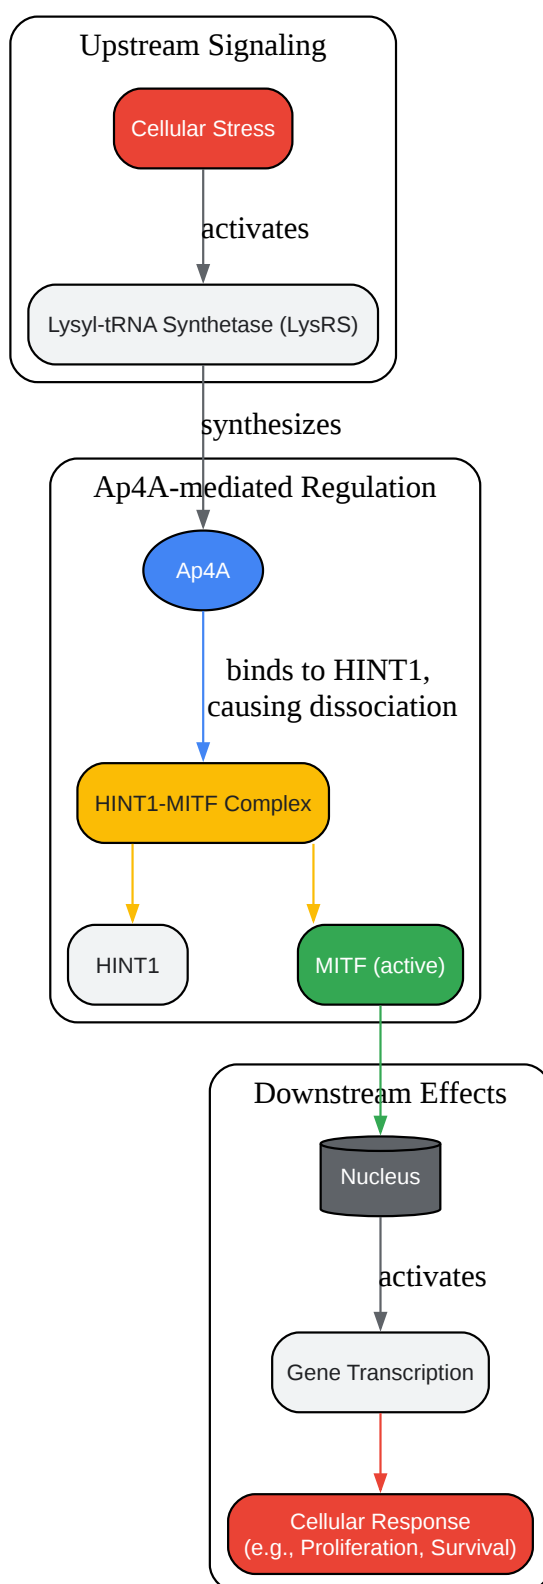 Upstream Signaling
Cellular Stress
activates
Lysyl-tRNA Synthetase (LysRS)
synthesizes
Ap4A-mediated Regulation
Ap4A
binds to HINT1,
causing dissociation
HINT1-MITF Complex
HINT1
MITF (active)
Downstream Effects
Nucleus
activates
Gene Transcription
Cellular Response
(e.g., Proliferation, Survival)